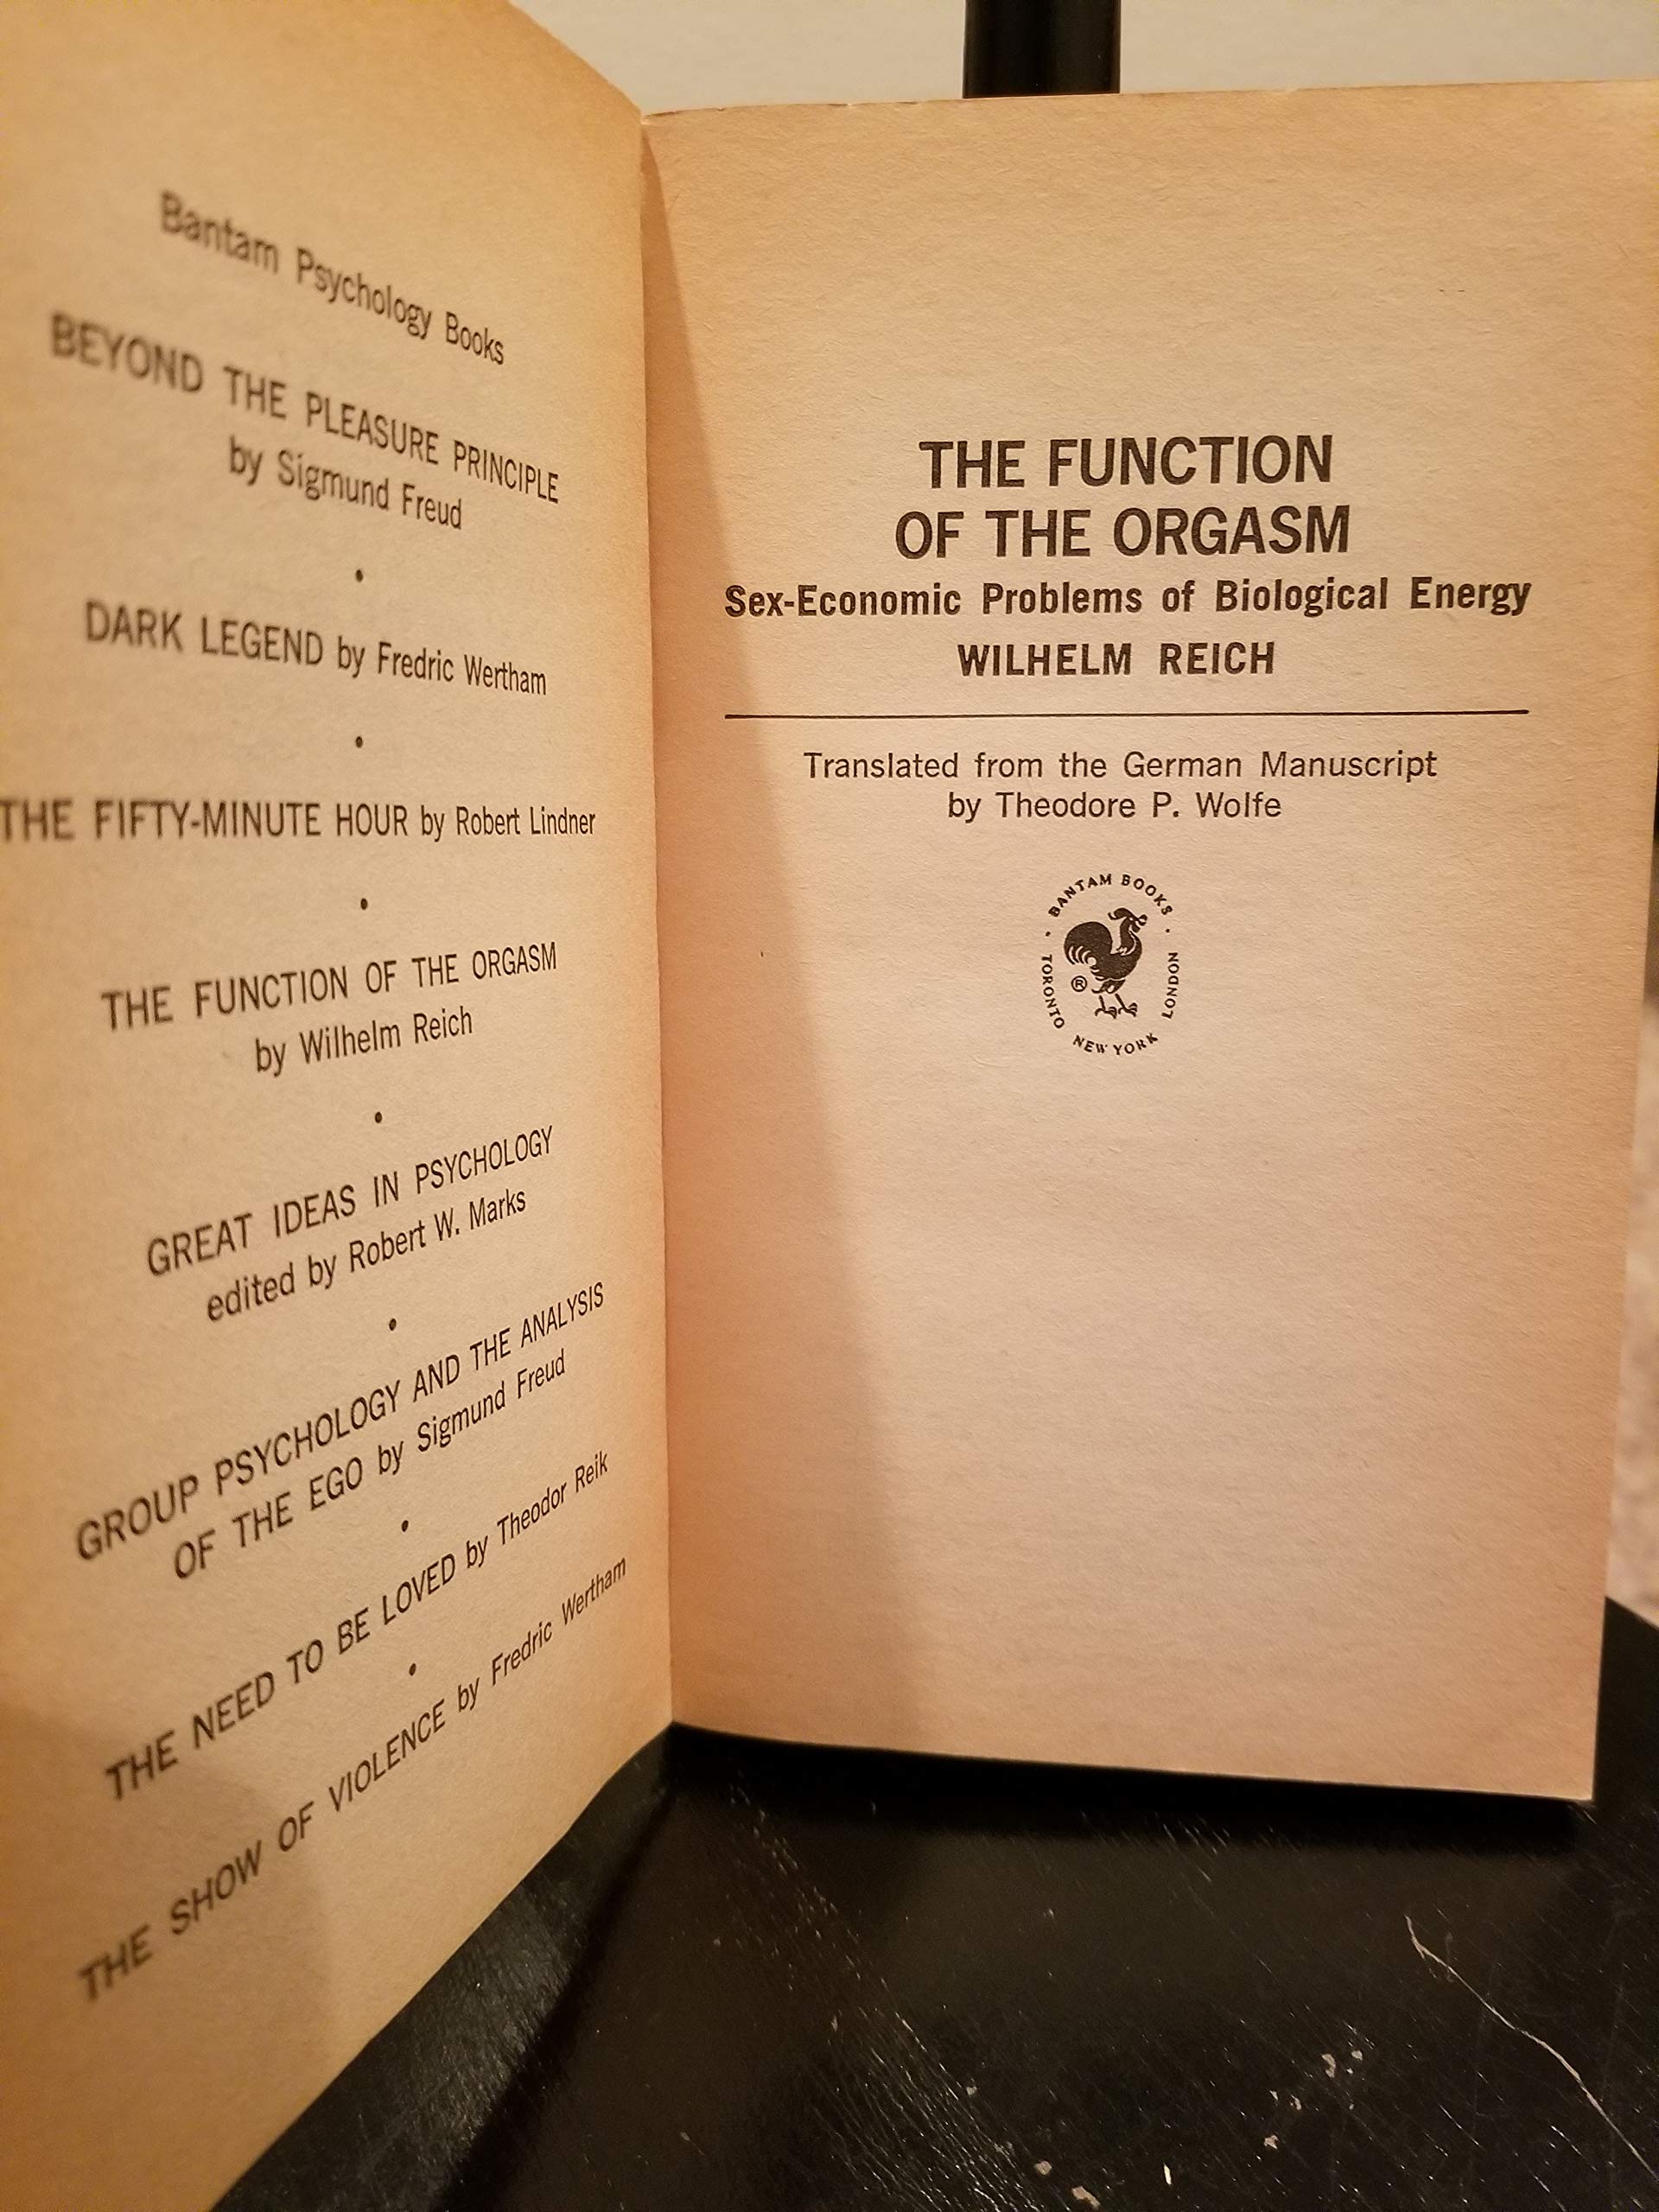 Bantam Psychology Books
BEYOND THE PLEASURE PRINCIPLE
by Sigmund Freud
•
DARK LEGEND by Fredric Wertham
•
THE FIFTY-MINUTE HOUR by Robert Lindner
•
THE FUNCTION OF THE ORGASM
by Wilhelm Reich
•
GREAT IDEAS IN PSYCHOLOGY
edited by Robert W. Marks
•
GROUP PSYCHOLOGY AND THE ANALYSIS
OF THE EGO by Sigmund Freud
•
THE NEED TO BE LOVED by Theodor Reik
•
THE SHOW OF VIOLENCE by Fredric Wertham
THE FUNCTION
OF THE ORGASM
Sex-Economic Problems of Biological Energy
WILHELM REICH
Translated from the German Manuscript
by Theodore P. Wolfe
• BANTAM BOOKS •
®
TORONTO NEW YORK LONDON